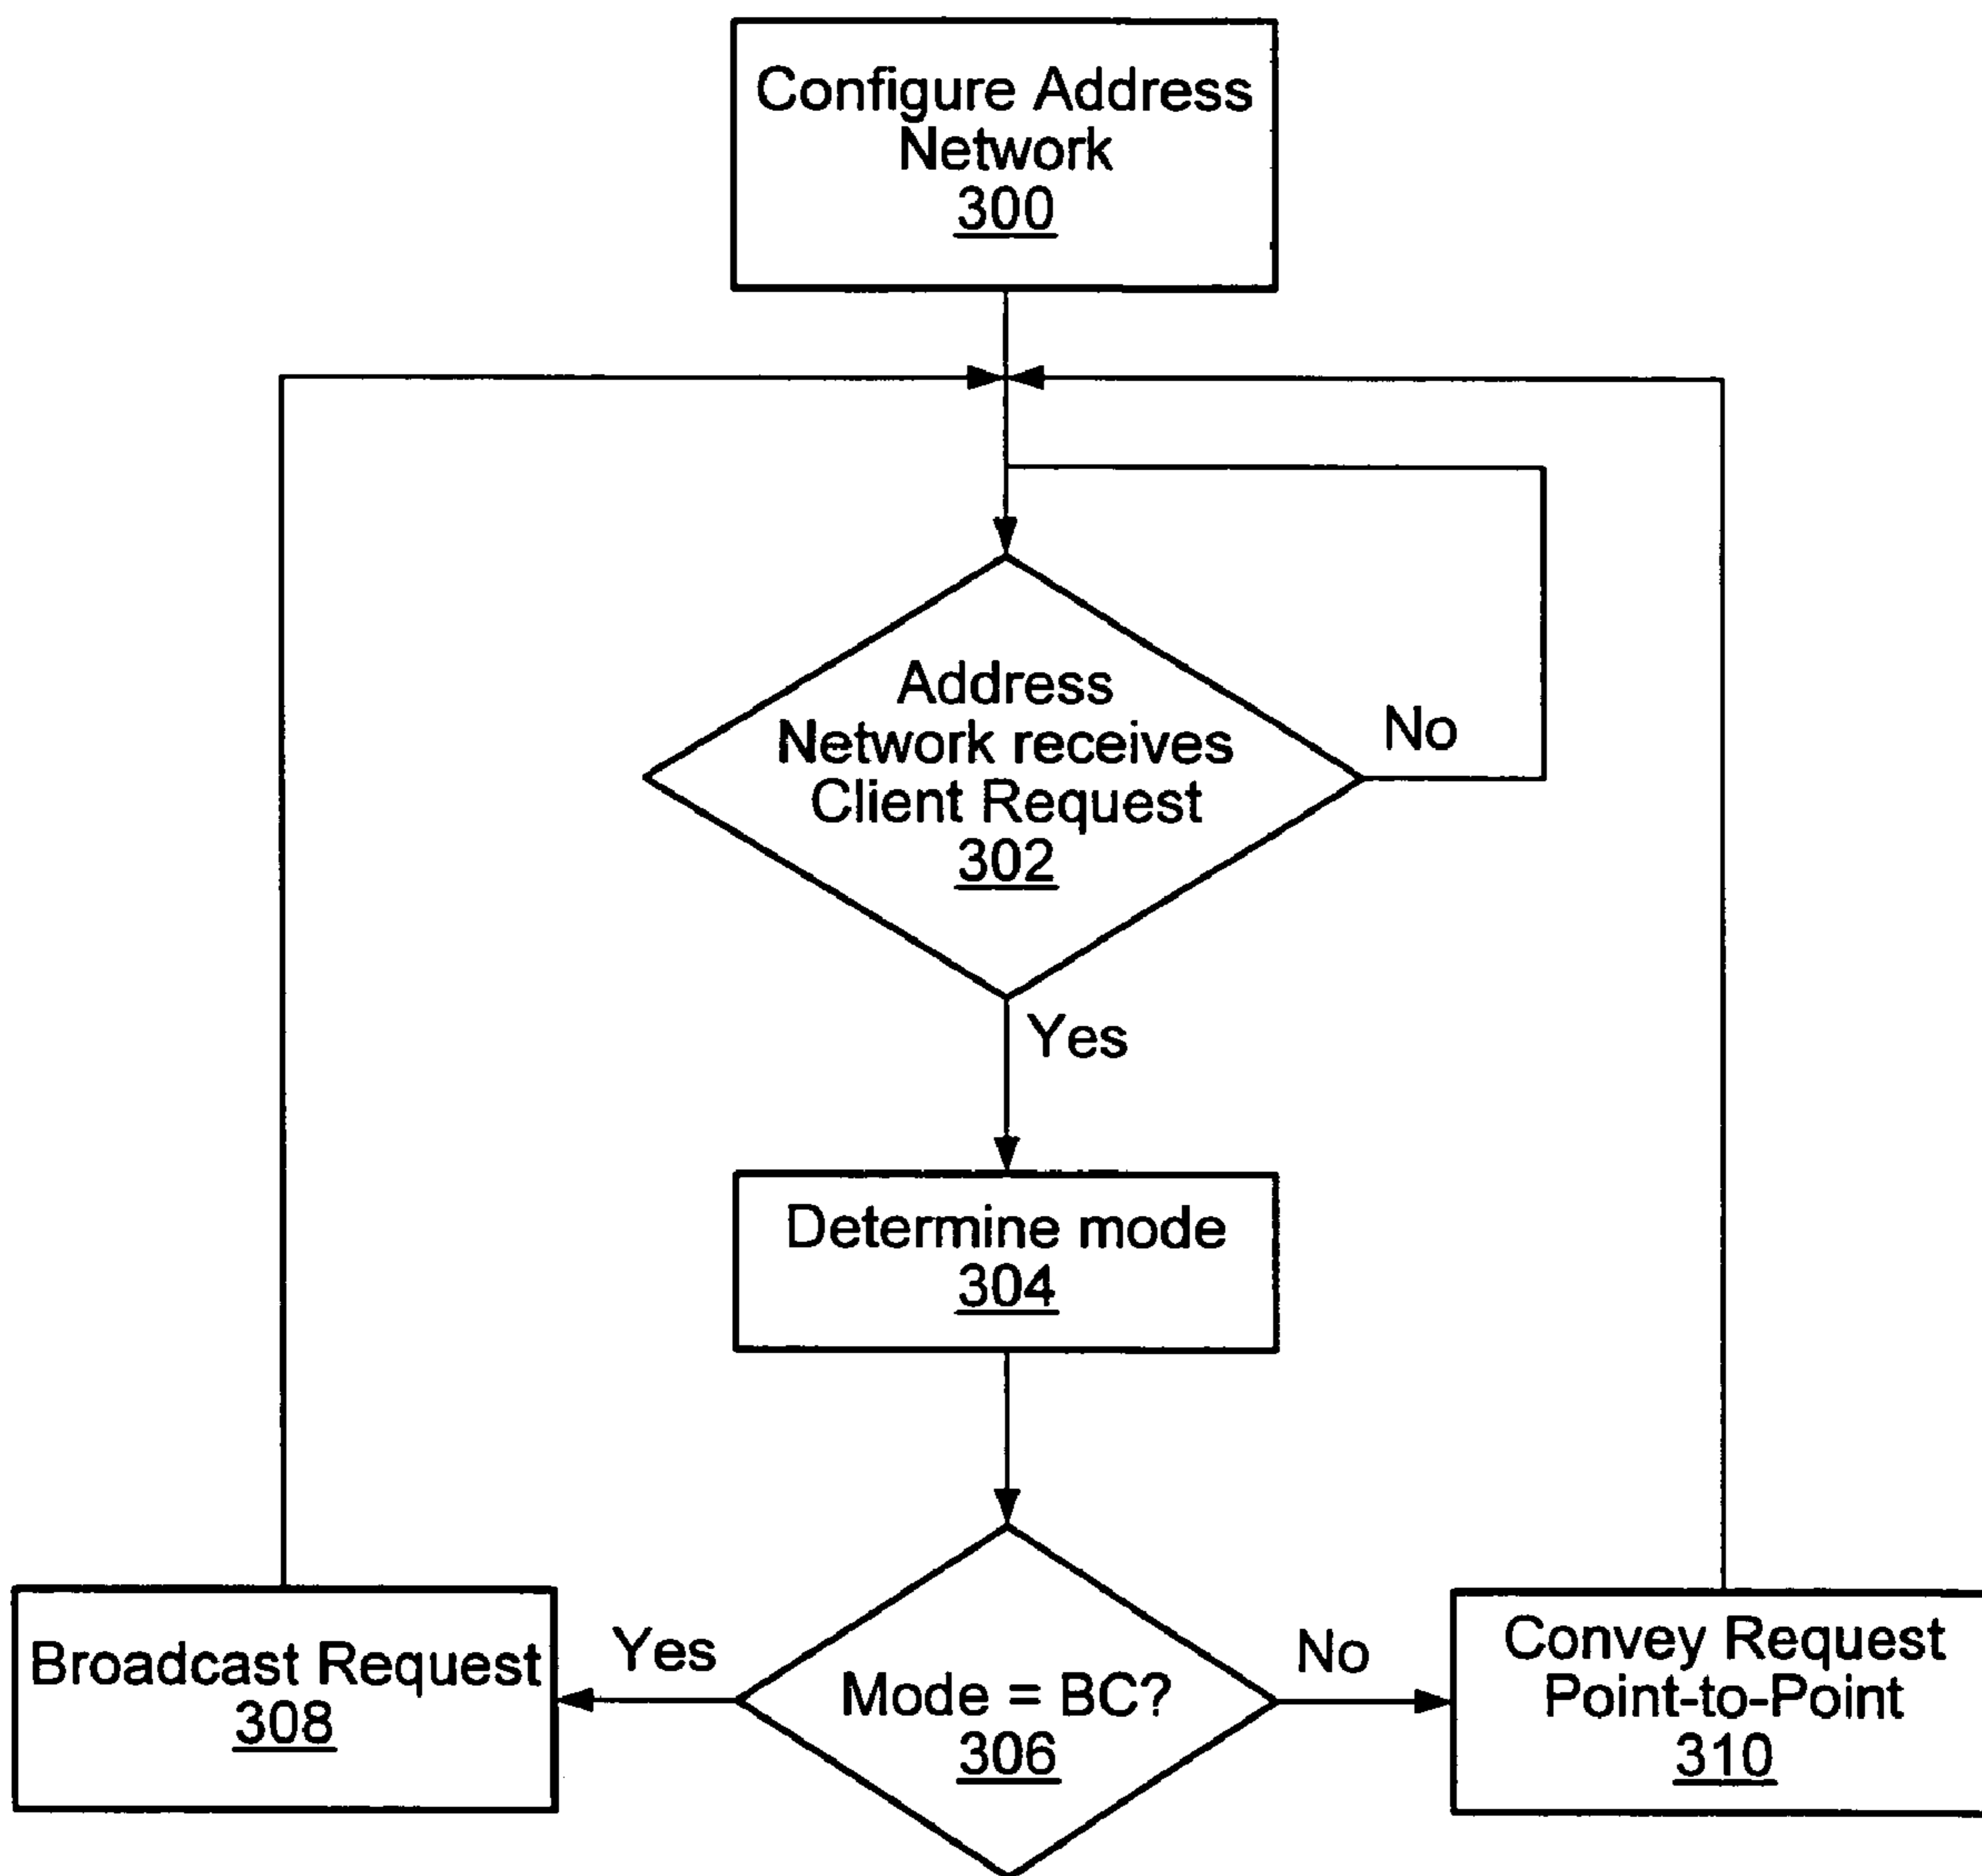 Configure Address
Network
300
Address
Network receives
Client Request
302
No
Yes
Determine mode
304
Broadcast Request
308
Yes
Mode = BC?
306
No
Convey Request
Point-to-Point
310